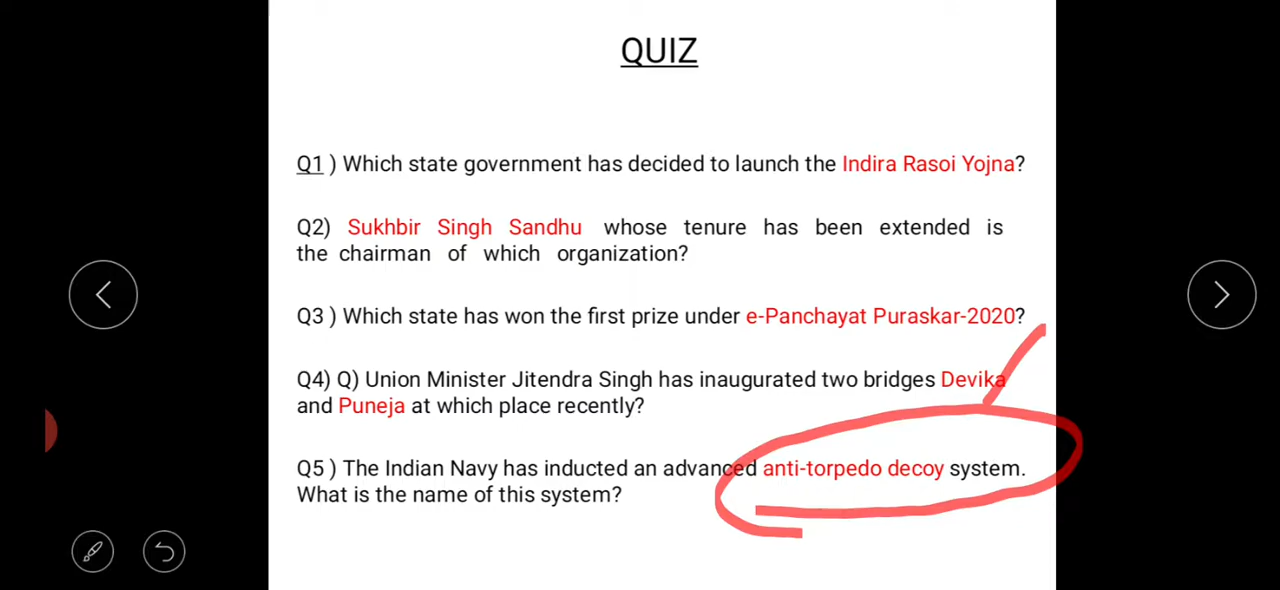 QUIZ
Q1 ) Which state government has decided to launch the Indira Rasoi Yojna?
Q2) Sukhbir Singh Sandhu whose tenure has been extended is
the chairman of which organization?
Q3 ) Which state has won the first prize under e-Panchayat Puraskar-2020?
Q4) Q) Union Minister Jitendra Singh has inaugurated two bridges Devika
and Puneja at which place recently?
Q5 ) The Indian Navy has inducted an advanced anti-torpedo decoy system.
What is the name of this system?